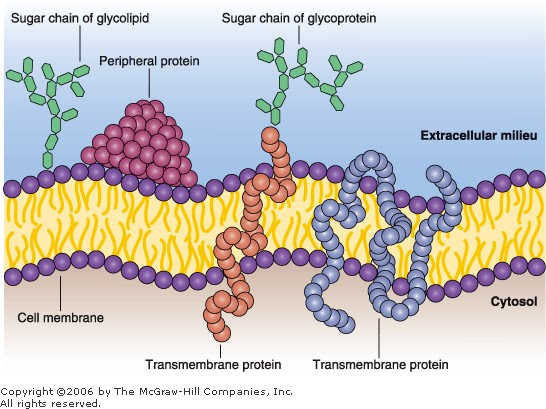 Sugar chain of glycolipid
Sugar chain of glycoprotein
Peripheral protein
Extracellular milieu
Cytosol
Cell membrane
Transmembrane protein
Transmembrane protein
Copyright ©2006 by The McGraw-Hill Companies, Inc.
All rights reserved.